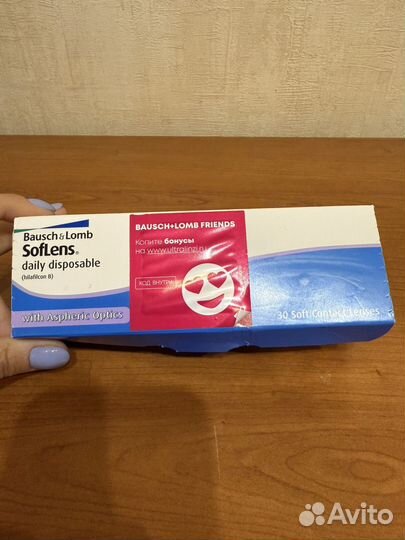 Bausch & Lomb
SofLens®
daily disposable
(hilafilcon B)
with Aspheric Optics
BAUSCH+LOMB FRIENDS
Копите бонусы
на www.ultralinzi.ru
КОД ВНУТРИ
30 Soft Contact Lenses
Avito